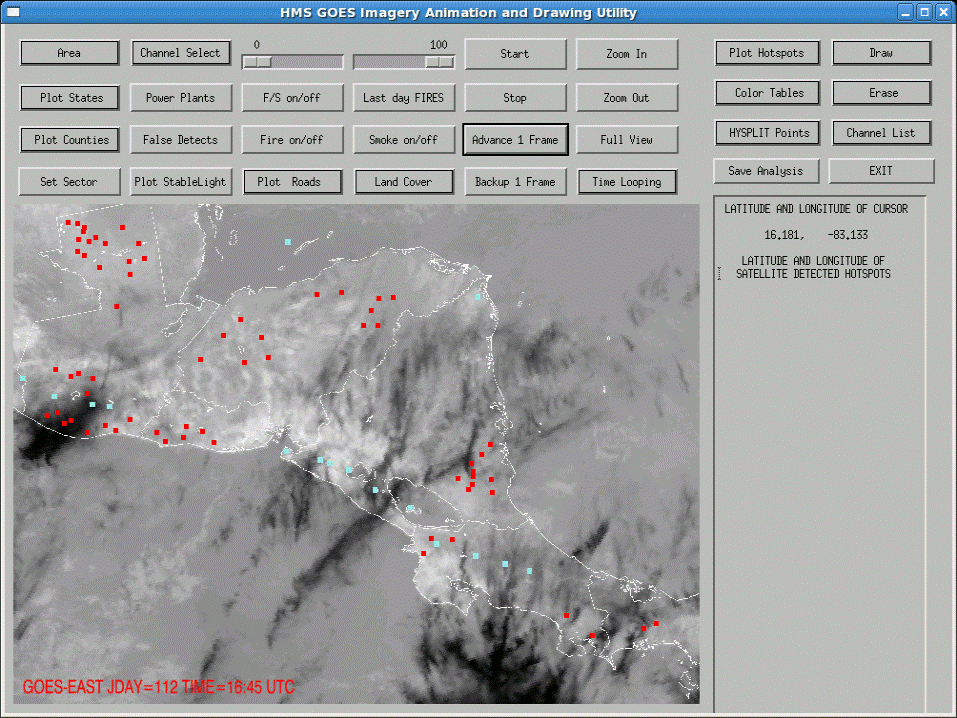 HMS GOES Imagery Animation and Drawing Utility
0 100
Area Channel Select Start Zoom In Plot Hotspots Draw
Plot States Power Plants F/S on/off Last day FIRES Stop Zoom Out Color Tables Erase
Plot Counties False Detects Fire on/off Smoke on/off Advance 1 Frame Full View HYSPLIT Points Channel List
Set Sector Plot StableLight Plot Roads Land Cover Backup 1 Frame Time Looping Save Analysis EXIT
LATITUDE AND LONGITUDE OF CURSOR
16.181, -83.133
LATITUDE AND LONGITUDE OF
SATELLITE DETECTED HOTSPOTS
GOES-EAST JDAY=112 TIME=16:45 UTC